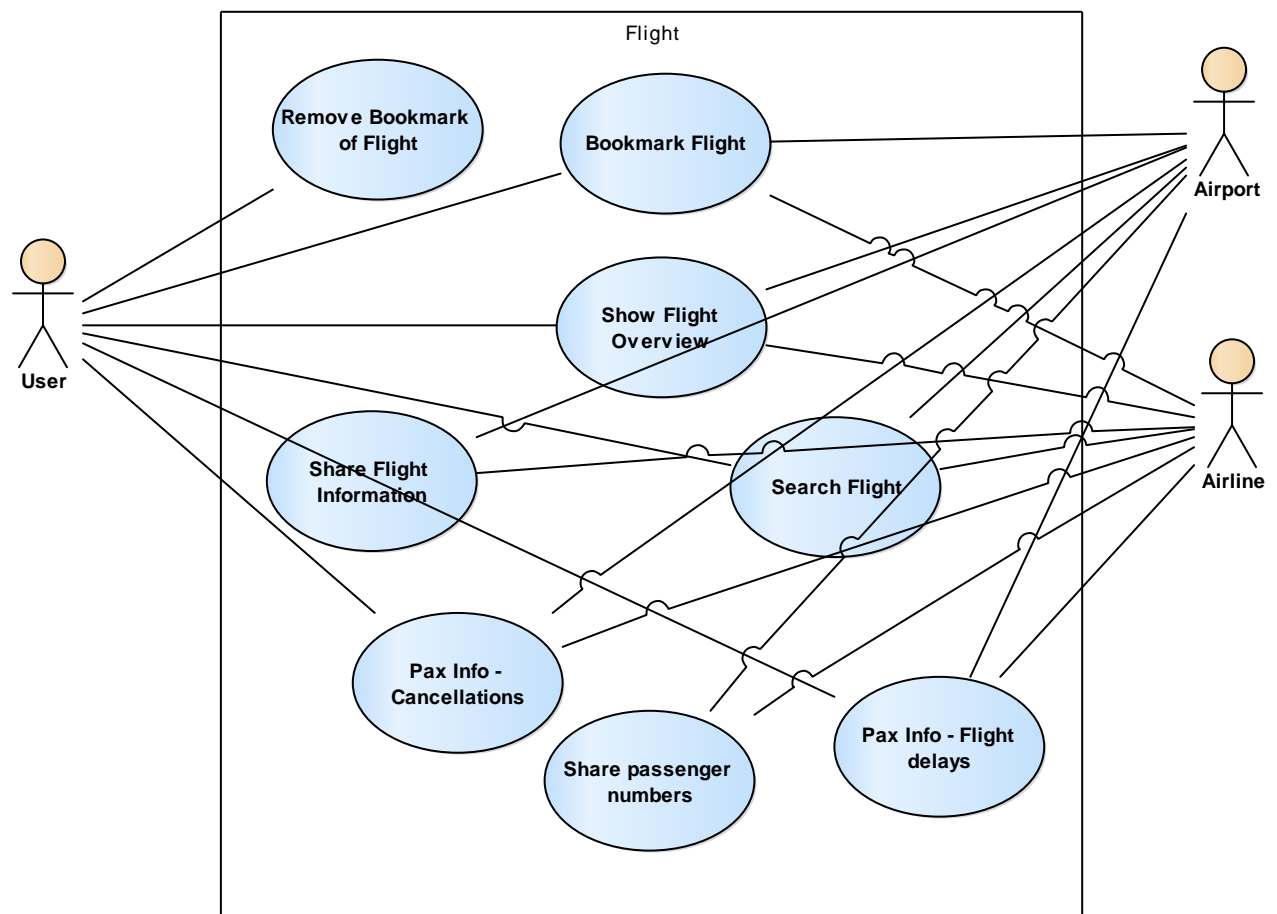 Flight
Remove Bookmark
of Flight
Bookmark Flight
Airport
Show Flight
Overview
User
Share Flight
Information
Search Flight
Airline
Pax Info -
Cancellations
Pax Info - Flight
delays
Share passenger
numbers